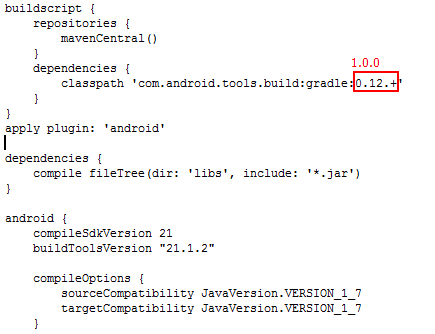 buildscript {
    repositories {
        mavenCentral()
    }
1.0.0
    dependencies {
        classpath 'com.android.tools.build:gradle:0.12.+'
    }
}
apply plugin: 'android'

dependencies {
    compile fileTree(dir: 'libs', include: '*.jar')
}

android {
    compileSdkVersion 21
    buildToolsVersion "21.1.2"

    compileOptions {
        sourceCompatibility JavaVersion.VERSION_1_7
        targetCompatibility JavaVersion.VERSION_1_7
    }